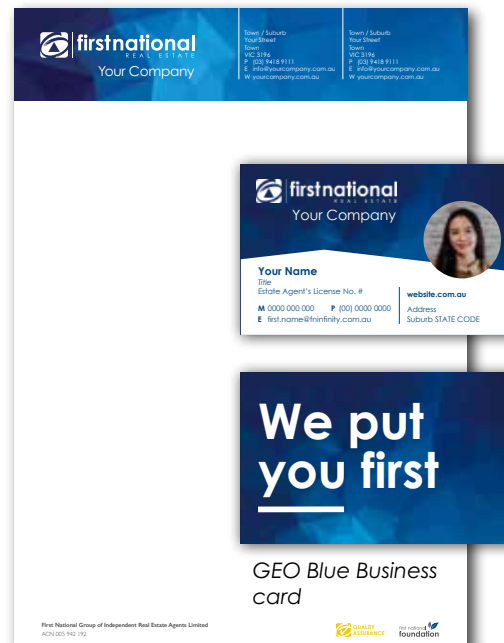 firstnational
REAL ESTATE
Your Company
Town / Suburb
Your Street
Town
VIC 3196
P (03) 9418 9111
E info@yourcompany.com.au
W yourcompany.com.au
Town / Suburb
Your Street
Town
VIC 3196
P (03) 9418 9111
E info@yourcompany.com.au
W yourcompany.com.au
firstnational
REAL ESTATE
Your Company
Your Name
Title
Estate Agent's License No. #
M 0000 000 000 P (00) 0000 0000
E first.name@fninfinity.com.au
website.com.au
Address
Suburb STATE CODE
We put
you first
GEO Blue Business
card
First National Group of Independent Real Estate Agents Limited
ACN 005 942 192
QUALITY
ASSURANCE
first national
foundation